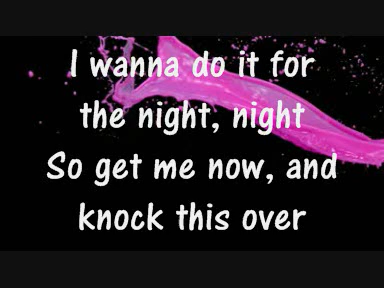 I wanna do it for
the night, night
So get me now, and
knock this over